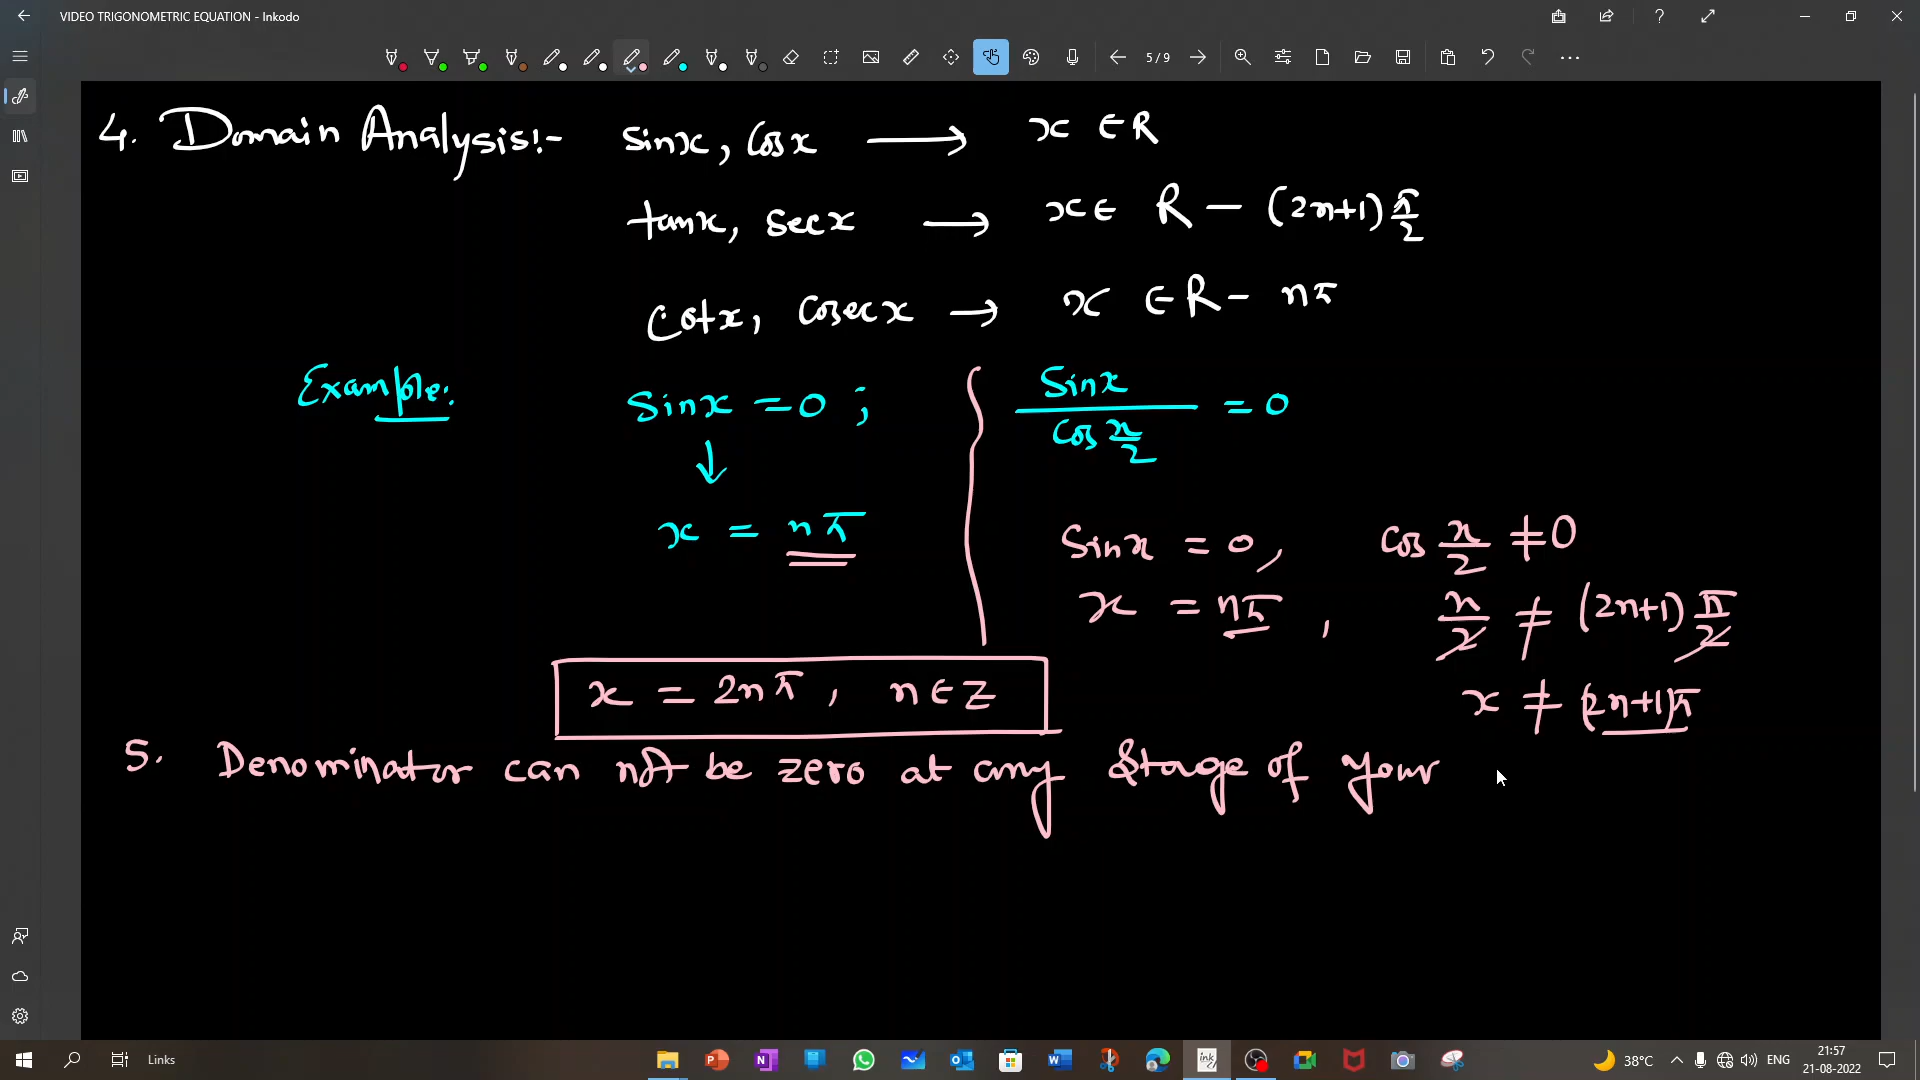 VIDEO TRIGONOMETRIC EQUATION - Inkodo
5 / 9
4. Domain Analysis:- sinx, Cosx → x ∈ R
tanx, secx → x ∈ R - (2n+1) π/2
Cotx, Cosecx → x ∈ R - nπ
Example:
Sinx = 0 ;
↓
x = nπ
Sinx / Cos x/2 = 0
Sinx = 0, Cos x/2 ≠ 0
x = nπ, x/2 ≠ (2n+1) π/2
x ≠ (2n+1)π
x = 2nπ, n ∈ Z
5. Denominator can not be zero at any Stage of your
Links
38°C
ENG
21:57
21-08-2022